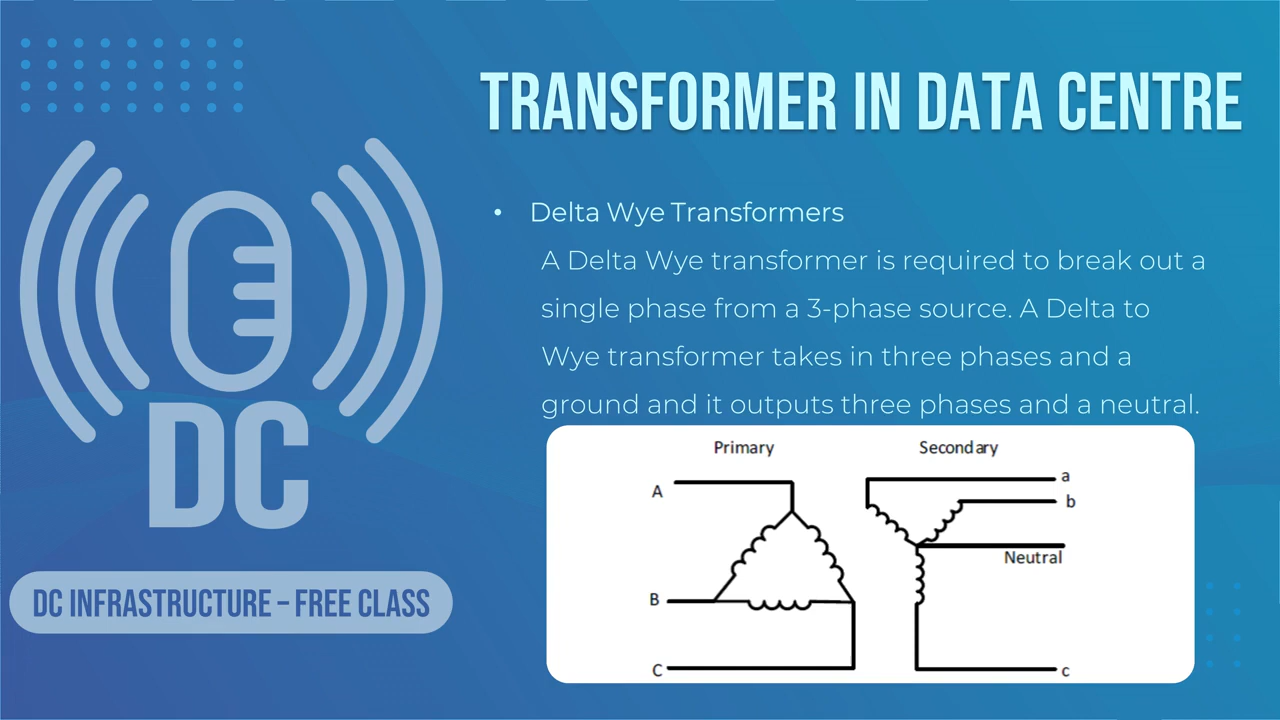 TRANSFORMER IN DATA CENTRE
• Delta Wye Transformers
A Delta Wye transformer is required to break out a
single phase from a 3-phase source. A Delta to
Wye transformer takes in three phases and a
ground and it outputs three phases and a neutral.
Primary
Secondary
A
B
C
a
b
Neutral
c
DC
DC INFRASTRUCTURE – FREE CLASS